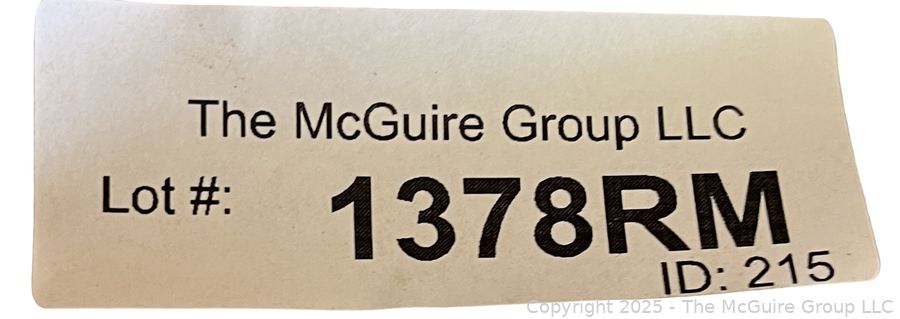 The McGuire Group LLC
Lot #: 1378RM
ID: 215
Copyright 2025 - The McGuire Group LLC